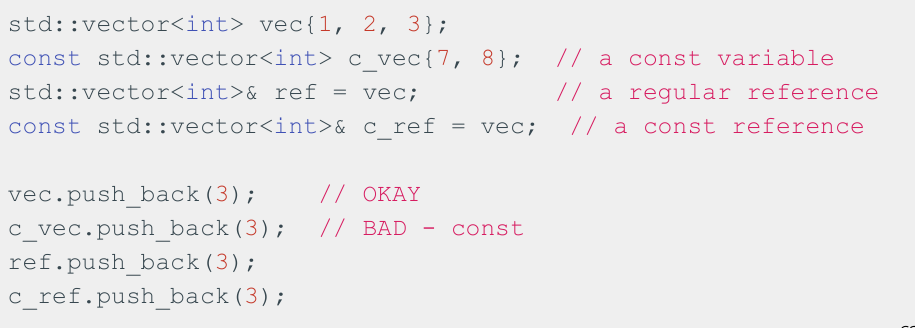 std::vector<int> vec{1, 2, 3};
const std::vector<int> c_vec{7, 8};  // a const variable
std::vector<int>& ref = vec;         // a regular reference
const std::vector<int>& c_ref = vec;  // a const reference
vec.push_back(3);    // OKAY
c_vec.push_back(3);  // BAD - const
ref.push_back(3);
c_ref.push_back(3);